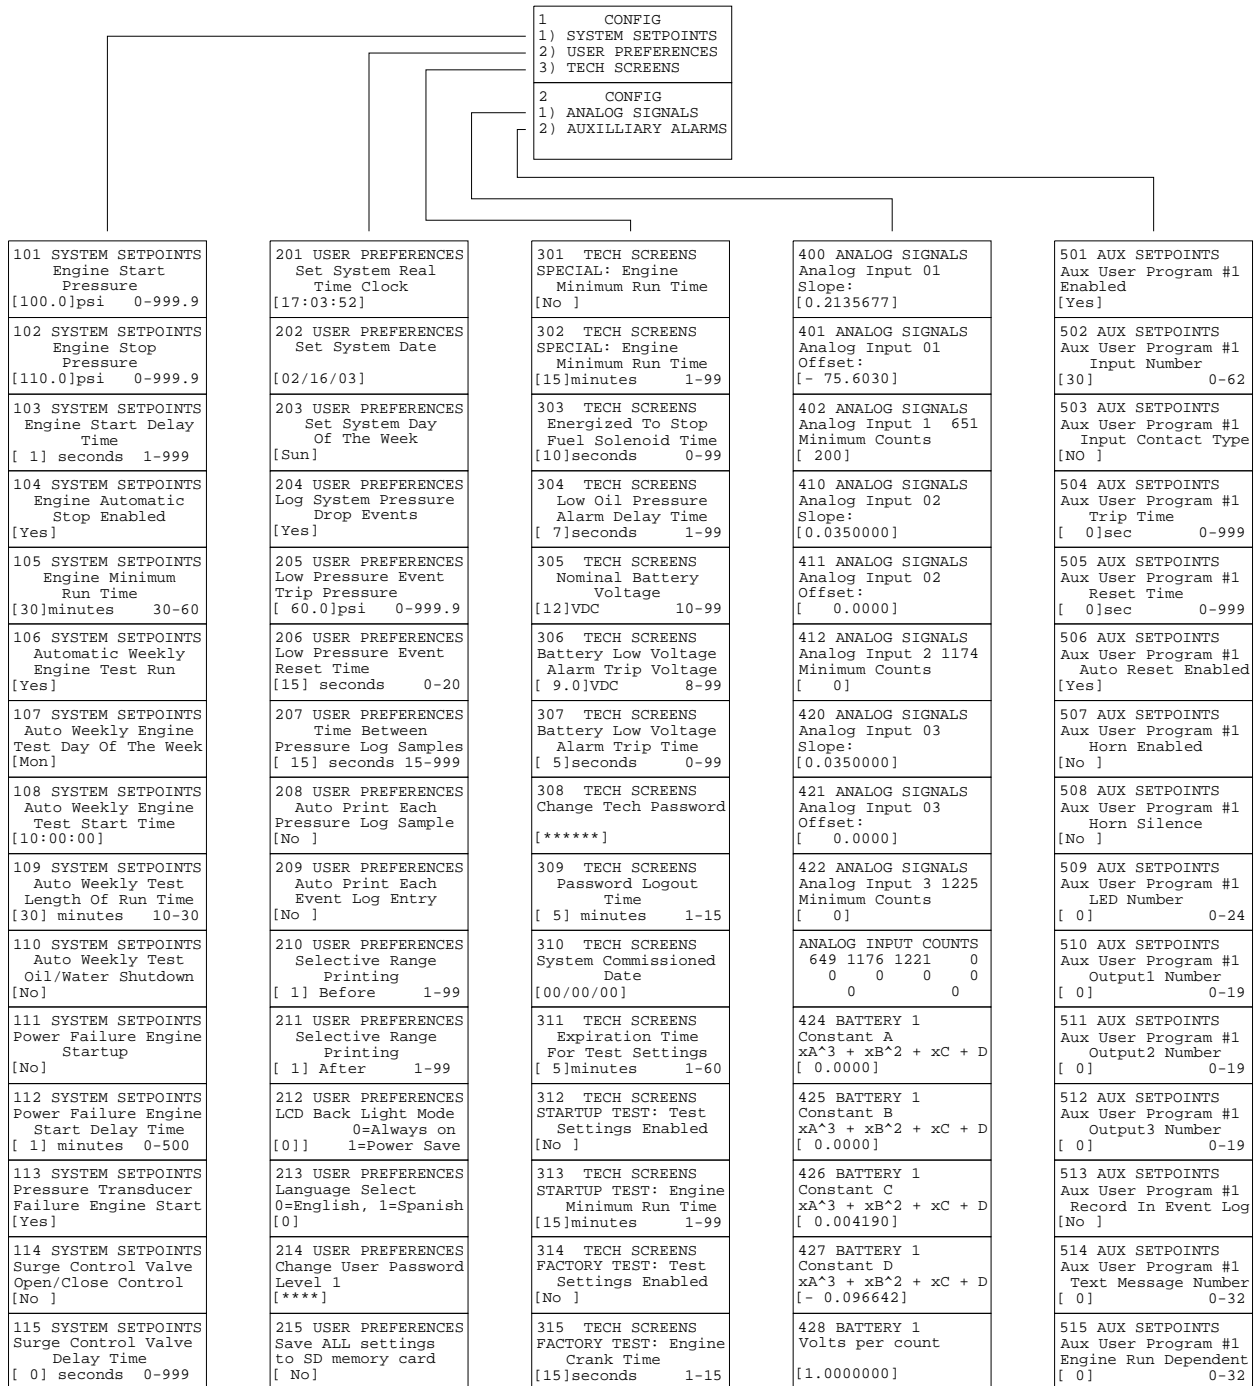 1 CONFIG
1) SYSTEM SETPOINTS
2) USER PREFERENCES
3) TECH SCREENS
2 CONFIG
1) ANALOG SIGNALS
2) AUXILLIARY ALARMS
101 SYSTEM SETPOINTS
Engine Start
Pressure
[100.0]psi 0-999.9
102 SYSTEM SETPOINTS
Engine Stop
Pressure
[110.0]psi 0-999.9
103 SYSTEM SETPOINTS
Engine Start Delay
Time
[ 1] seconds 1-999
104 SYSTEM SETPOINTS
Engine Automatic
Stop Enabled
[Yes]
105 SYSTEM SETPOINTS
Engine Minimum
Run Time
[30]minutes 30-60
106 SYSTEM SETPOINTS
Automatic Weekly
Engine Test Run
[Yes]
107 SYSTEM SETPOINTS
Auto Weekly Engine
Test Day Of The Week
[Mon]
108 SYSTEM SETPOINTS
Auto Weekly Engine
Test Start Time
[10:00:00]
109 SYSTEM SETPOINTS
Auto Weekly Test
Length Of Run Time
[30] minutes 10-30
110 SYSTEM SETPOINTS
Auto Weekly Test
Oil/Water Shutdown
[No]
111 SYSTEM SETPOINTS
Power Failure Engine
Startup
[No]
112 SYSTEM SETPOINTS
Power Failure Engine
Start Delay Time
[ 1] minutes 0-500
113 SYSTEM SETPOINTS
Pressure Transducer
Failure Engine Start
[Yes]
114 SYSTEM SETPOINTS
Surge Control Valve
Open/Close Control
[No ]
115 SYSTEM SETPOINTS
Surge Control Valve
Delay Time
[ 0] seconds 0-999
201 USER PREFERENCES
Set System Real
Time Clock
[17:03:52]
202 USER PREFERENCES
Set System Date
[02/16/03]
203 USER PREFERENCES
Set System Day
Of The Week
[Sun]
204 USER PREFERENCES
Log System Pressure
Drop Events
[Yes]
205 USER PREFERENCES
Low Pressure Event
Trip Pressure
[ 60.0]psi 0-999.9
206 USER PREFERENCES
Low Pressure Event
Reset Time
[15] seconds 0-20
207 USER PREFERENCES
Time Between
Pressure Log Samples
[ 15] seconds 15-999
208 USER PREFERENCES
Auto Print Each
Pressure Log Sample
[No ]
209 USER PREFERENCES
Auto Print Each
Event Log Entry
[No ]
210 USER PREFERENCES
Selective Range
Printing
[ 1] Before 1-99
211 USER PREFERENCES
Selective Range
Printing
[ 1] After 1-99
212 USER PREFERENCES
LCD Back Light Mode
0=Always on
[0]] 1=Power Save
213 USER PREFERENCES
Language Select
0=English, 1=Spanish
[0]
214 USER PREFERENCES
Change User Password
Level 1
[****]
215 USER PREFERENCES
Save ALL settings
to SD memory card
[ No]
301 TECH SCREENS
SPECIAL: Engine
Minimum Run Time
[No ]
302 TECH SCREENS
SPECIAL: Engine
Minimum Run Time
[15]minutes 1-99
303 TECH SCREENS
Energized To Stop
Fuel Solenoid Time
[10]seconds 0-99
304 TECH SCREENS
Low Oil Pressure
Alarm Delay Time
[ 7]seconds 1-99
305 TECH SCREENS
Nominal Battery
Voltage
[12]VDC 10-99
306 TECH SCREENS
Battery Low Voltage
Alarm Trip Voltage
[ 9.0]VDC 8-99
307 TECH SCREENS
Battery Low Voltage
Alarm Trip Time
[ 5]seconds 0-99
308 TECH SCREENS
Change Tech Password
[******]
309 TECH SCREENS
Password Logout
Time
[ 5] minutes 1-15
310 TECH SCREENS
System Commissioned
Date
[00/00/00]
311 TECH SCREENS
Expiration Time
For Test Settings
[ 5]minutes 1-60
312 TECH SCREENS
STARTUP TEST: Test
Settings Enabled
[No ]
313 TECH SCREENS
STARTUP TEST: Engine
Minimum Run Time
[15]minutes 1-99
314 TECH SCREENS
FACTORY TEST: Test
Settings Enabled
[No ]
315 TECH SCREENS
FACTORY TEST: Engine
Crank Time
[15]seconds 1-15
400 ANALOG SIGNALS
Analog Input 01
Slope:
[0.2135677]
401 ANALOG SIGNALS
Analog Input 01
Offset:
[- 75.6030]
402 ANALOG SIGNALS
Analog Input 1 651
Minimum Counts
[ 200]
410 ANALOG SIGNALS
Analog Input 02
Slope:
[0.0350000]
411 ANALOG SIGNALS
Analog Input 02
Offset:
[ 0.0000]
412 ANALOG SIGNALS
Analog Input 2 1174
Minimum Counts
[ 0]
420 ANALOG SIGNALS
Analog Input 03
Slope:
[0.0350000]
421 ANALOG SIGNALS
Analog Input 03
Offset:
[ 0.0000]
422 ANALOG SIGNALS
Analog Input 3 1225
Minimum Counts
[ 0]
ANALOG INPUT COUNTS
649 1176 1221 0
0 0 0 0
0 0
424 BATTERY 1
Constant A
xA^3 + xB^2 + xC + D
[ 0.0000]
425 BATTERY 1
Constant B
xA^3 + xB^2 + xC + D
[ 0.0000]
426 BATTERY 1
Constant C
xA^3 + xB^2 + xC + D
[ 0.004190]
427 BATTERY 1
Constant D
xA^3 + xB^2 + xC + D
[- 0.096642]
428 BATTERY 1
Volts per count
[1.0000000]
501 AUX SETPOINTS
Aux User Program #1
Enabled
[Yes]
502 AUX SETPOINTS
Aux User Program #1
Input Number
[30] 0-62
503 AUX SETPOINTS
Aux User Program #1
Input Contact Type
[NO ]
504 AUX SETPOINTS
Aux User Program #1
Trip Time
[ 0]sec 0-999
505 AUX SETPOINTS
Aux User Program #1
Reset Time
[ 0]sec 0-999
506 AUX SETPOINTS
Aux User Program #1
Auto Reset Enabled
[Yes]
507 AUX SETPOINTS
Aux User Program #1
Horn Enabled
[No ]
508 AUX SETPOINTS
Aux User Program #1
Horn Silence
[No ]
509 AUX SETPOINTS
Aux User Program #1
LED Number
[ 0] 0-24
510 AUX SETPOINTS
Aux User Program #1
Output1 Number
[ 0] 0-19
511 AUX SETPOINTS
Aux User Program #1
Output2 Number
[ 0] 0-19
512 AUX SETPOINTS
Aux User Program #1
Output3 Number
[ 0] 0-19
513 AUX SETPOINTS
Aux User Program #1
Record In Event Log
[No ]
514 AUX SETPOINTS
Aux User Program #1
Text Message Number
[ 0] 0-32
515 AUX SETPOINTS
Aux User Program #1
Engine Run Dependent
[ 0] 0-32